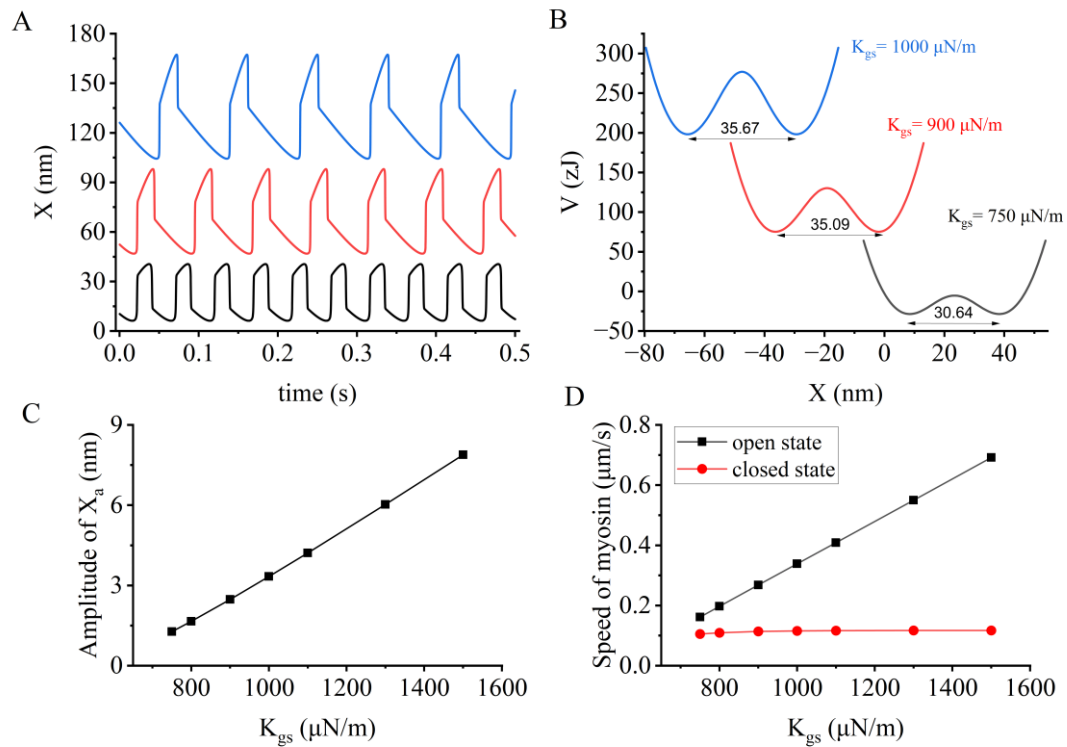 A
X (nm)
180
150
120
90
60
30
0
0.0 0.1 0.2 0.3 0.4 0.5
time (s)
B
V (zJ)
300
250
200
150
100
50
0
−50
Kgs= 1000 μN/m
35.67
Kgs= 900 μN/m
35.09
Kgs= 750 μN/m
30.64
−80 −60 −40 −20 0 20 40
X (nm)
C
Amplitude of Xa (nm)
9
6
3
0
800 1000 1200 1400 1600
Kgs (μN/m)
D
Speed of myosin (μm/s)
0.8
0.6
0.4
0.2
0.0
open state
closed state
800 1000 1200 1400 1600
Kgs (μN/m)